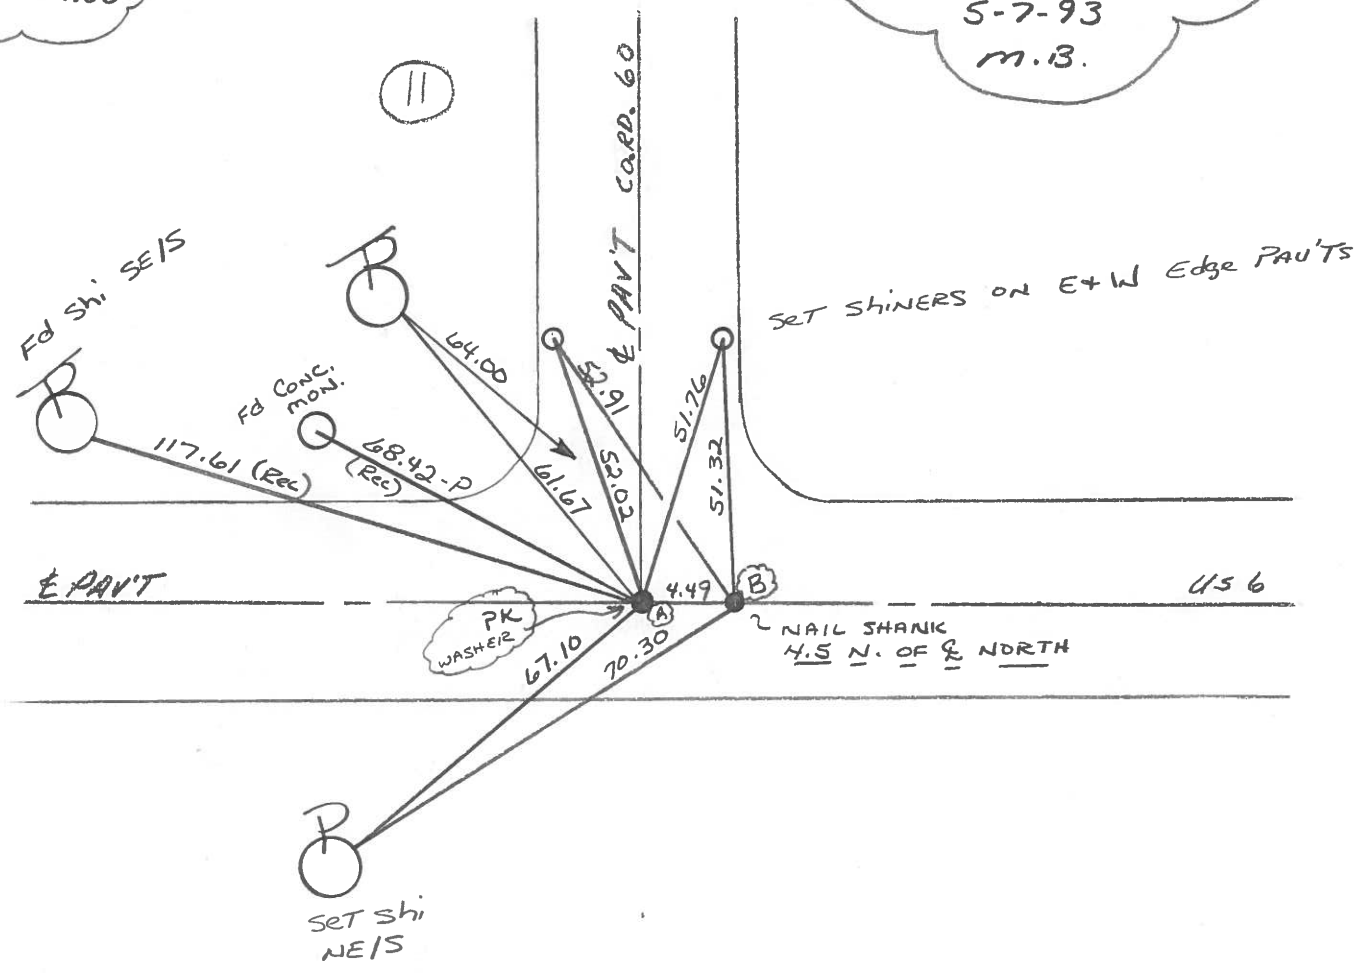 5-7-93
M.B.
11
℄ PAV'T CO.RD. 60
Fd Shi SE/S
P
P
Fd CONC.
MON.
64.00
SET SHINERS ON E+W Edge PAV'TS
52.91
51.76
117.61 (Rec)
68.42-P
(Rec)
61.67
52.02
51.32
℄ PAV'T
US 6
4.49
B
A
PK
WASHER
NAIL SHANK
4.5 N. OF ℄ NORTH
67.10
70.30
P
SET Shi
NE/S